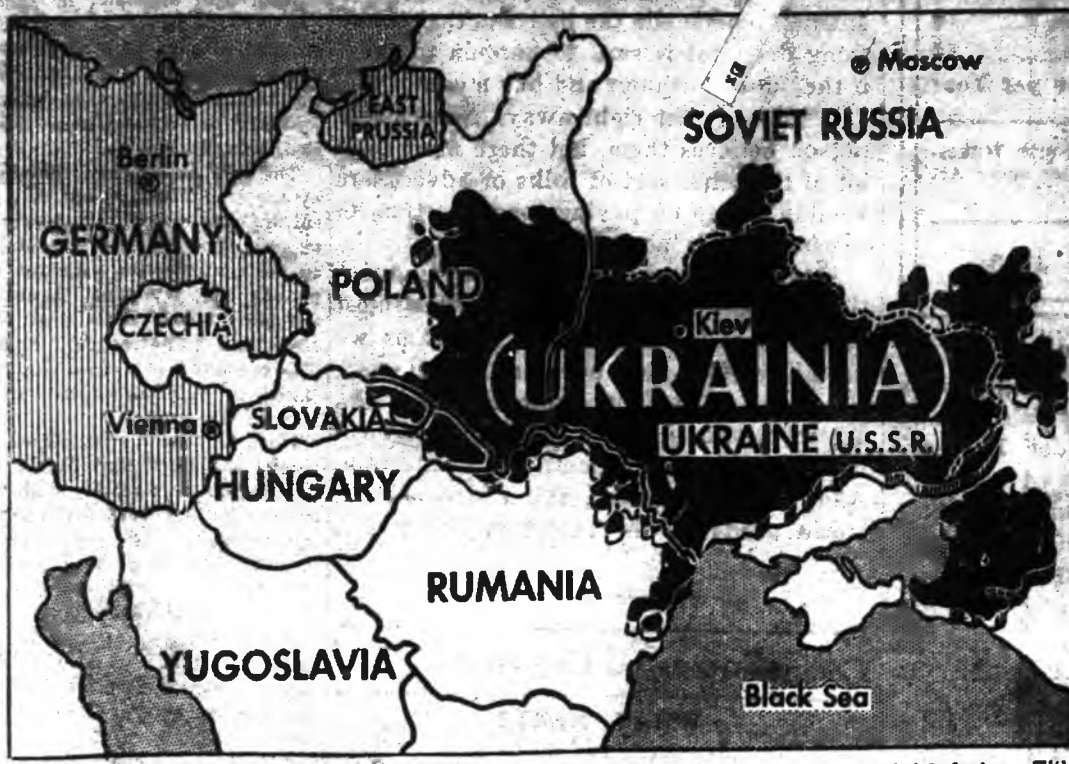 Moscow
SOVIET RUSSIA
EAST
PRUSSIA
Berlin
GERMANY
POLAND
CZECHIA
Kiev
(UKRAINIA)
UKRAINE (U.S.S.R.)
Vienna
SLOVAKIA
HUNGARY
RUMANIA
YUGOSLAVIA
Black Sea